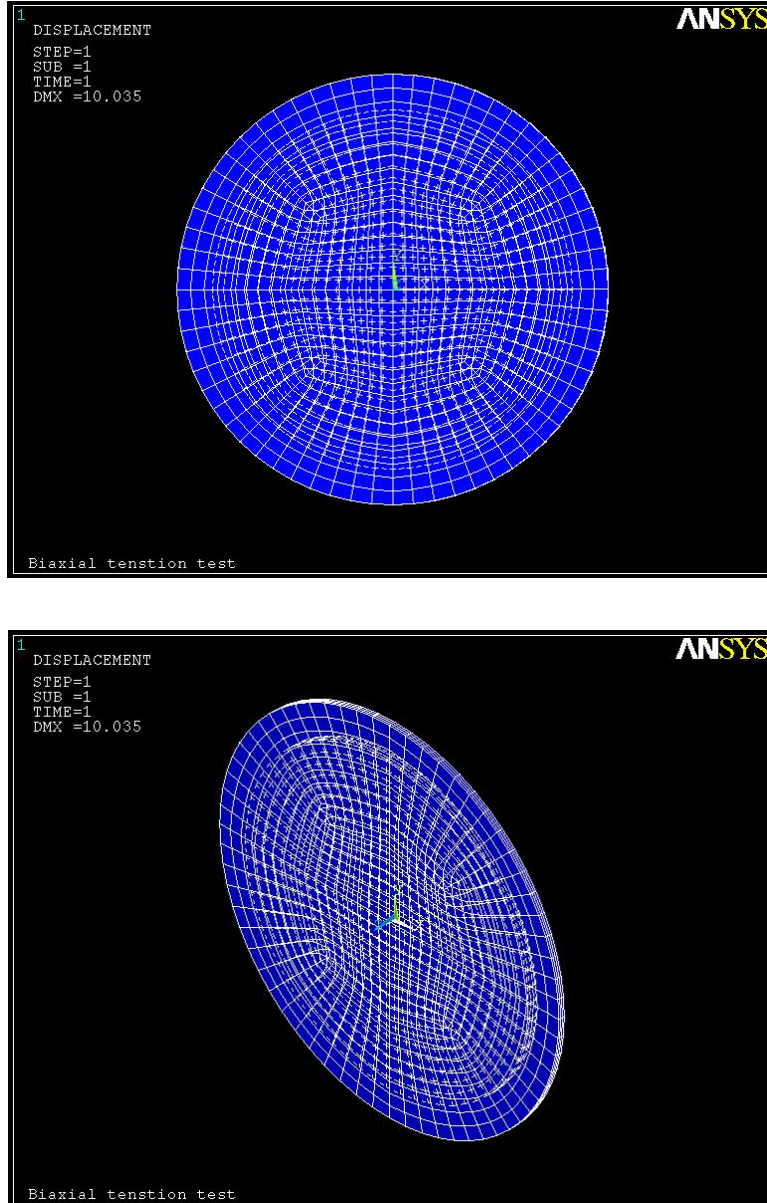 1
ANSYS
DISPLACEMENT
STEP=1
SUB =1
TIME=1
DMX =10.035
Y
X
Biaxial tenstion test
1
ANSYS
DISPLACEMENT
STEP=1
SUB =1
TIME=1
DMX =10.035
Y
Biaxial tenstion test